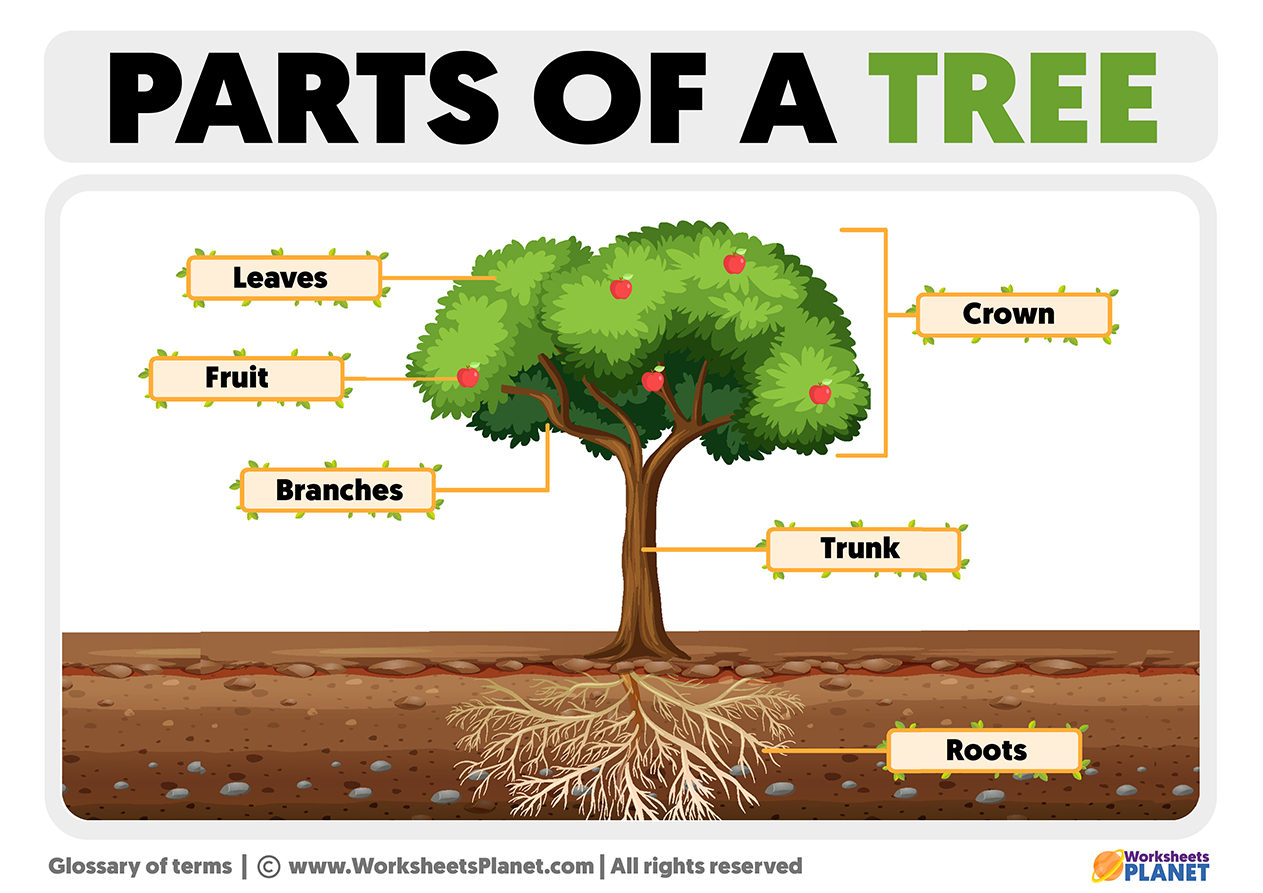 PARTS OF A TREE
Leaves
Crown
Fruit
Branches
Trunk
Roots
Glossary of terms | © www.WorksheetsPlanet.com | All rights reserved
Worksheets
PLANET